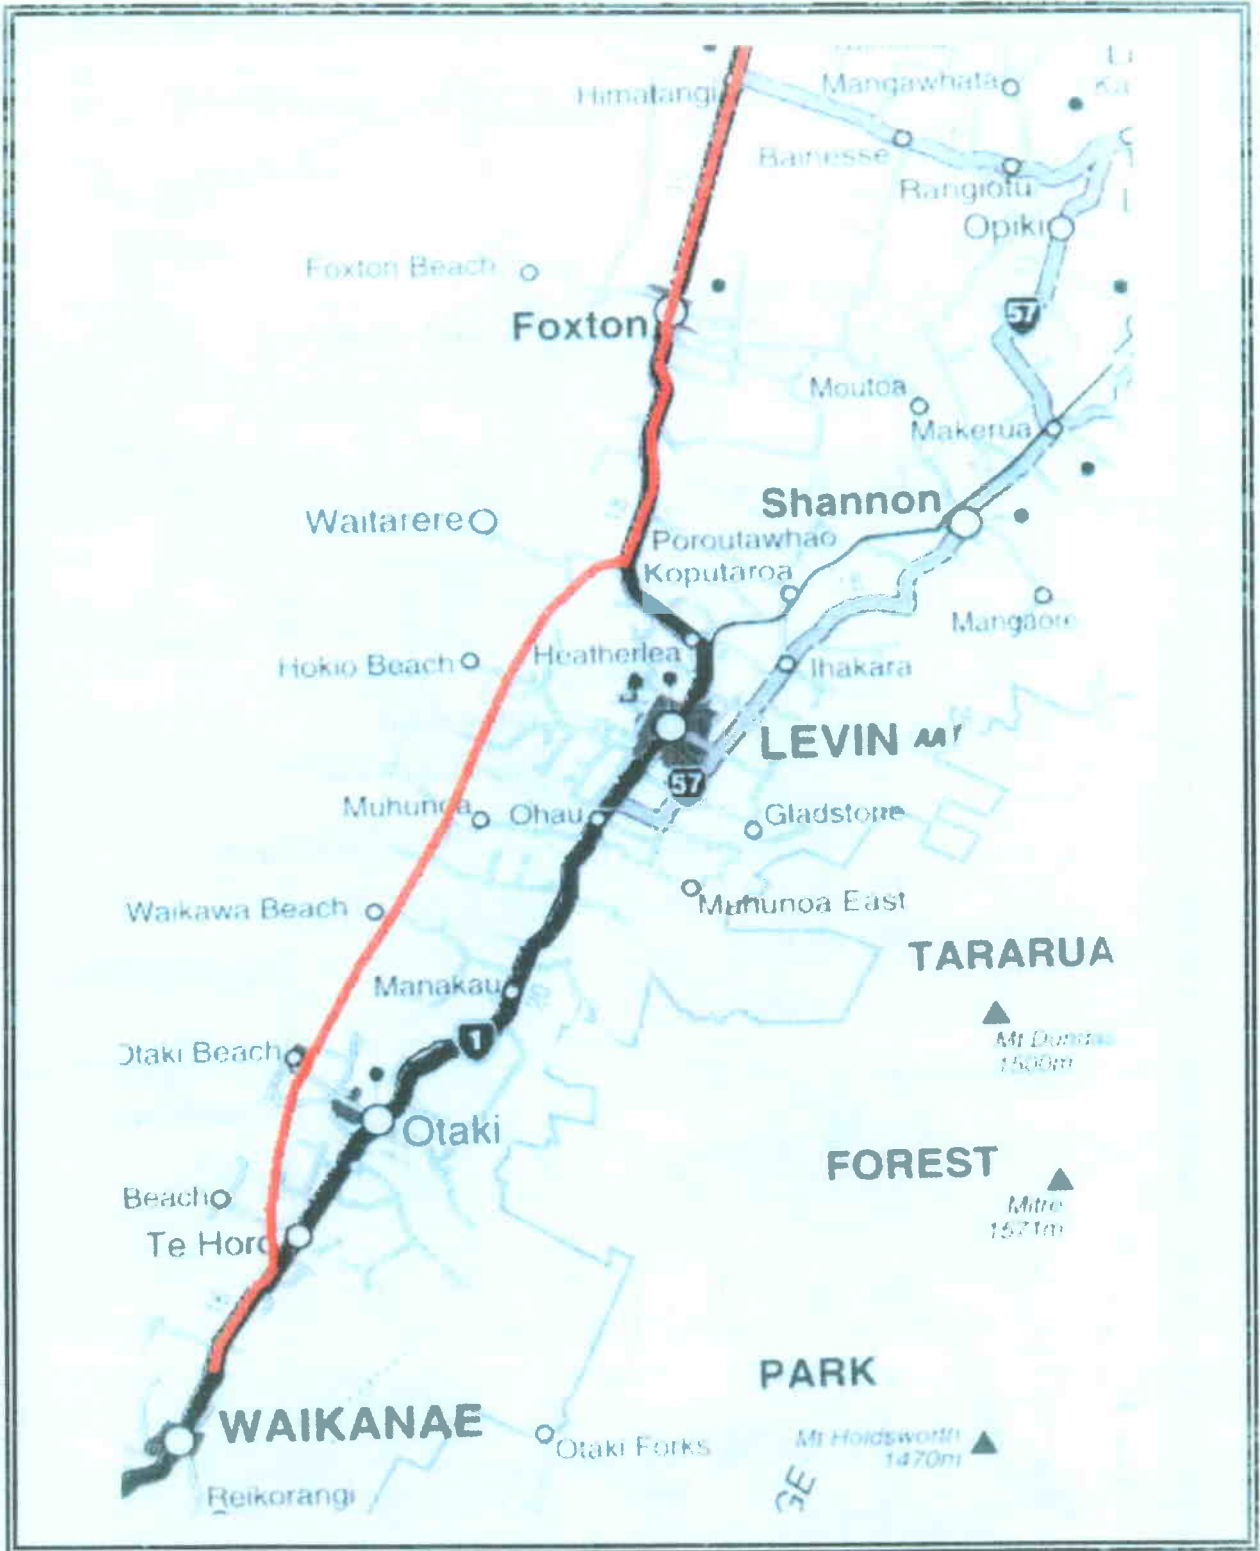 Himatangi
Mangawhata
Bainesse
Rangiotu
Opiki
Foxton Beach
57
Foxton
Moutoa
Makerua
Shannon
Waitarere
Poroutawhao
Koputaroa
Mangaore
Heatherlea
Hokio Beach
Ihakara
LEVIN
57
Muhunoa
Ohau
Gladstone
Waikawa Beach
Muhunoa East
TARARUA
Manakau
1
Mt Dundas
1500m
Otaki Beach
Otaki
FOREST
Mitre
1571m
Beach
Te Horo
PARK
WAIKANAE
Otaki Forks
Mt Holdsworth
1470m
GE
Reikorangi